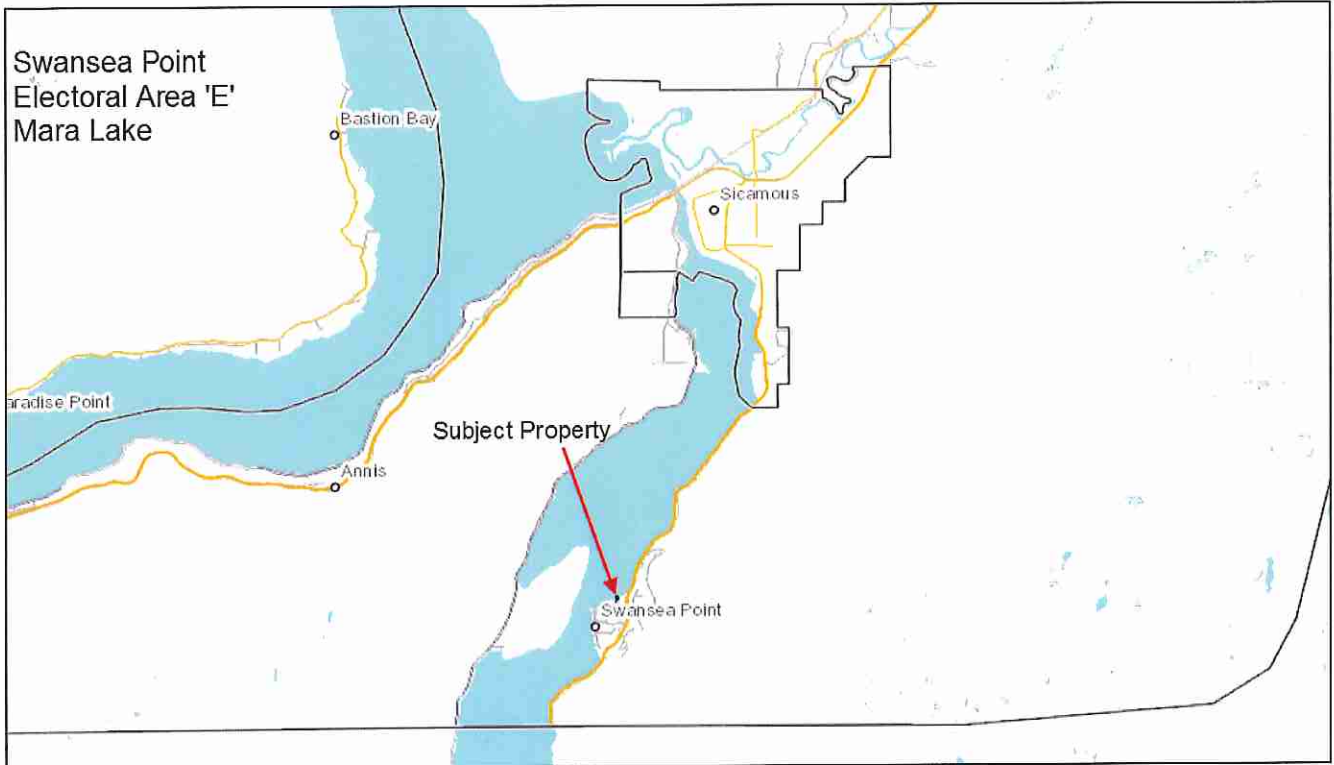 Swansea Point
Electoral Area 'E'
Mara Lake
Bastion Bay
Sicamous
aradise Point
Subject Property
Annis
Swansea Point